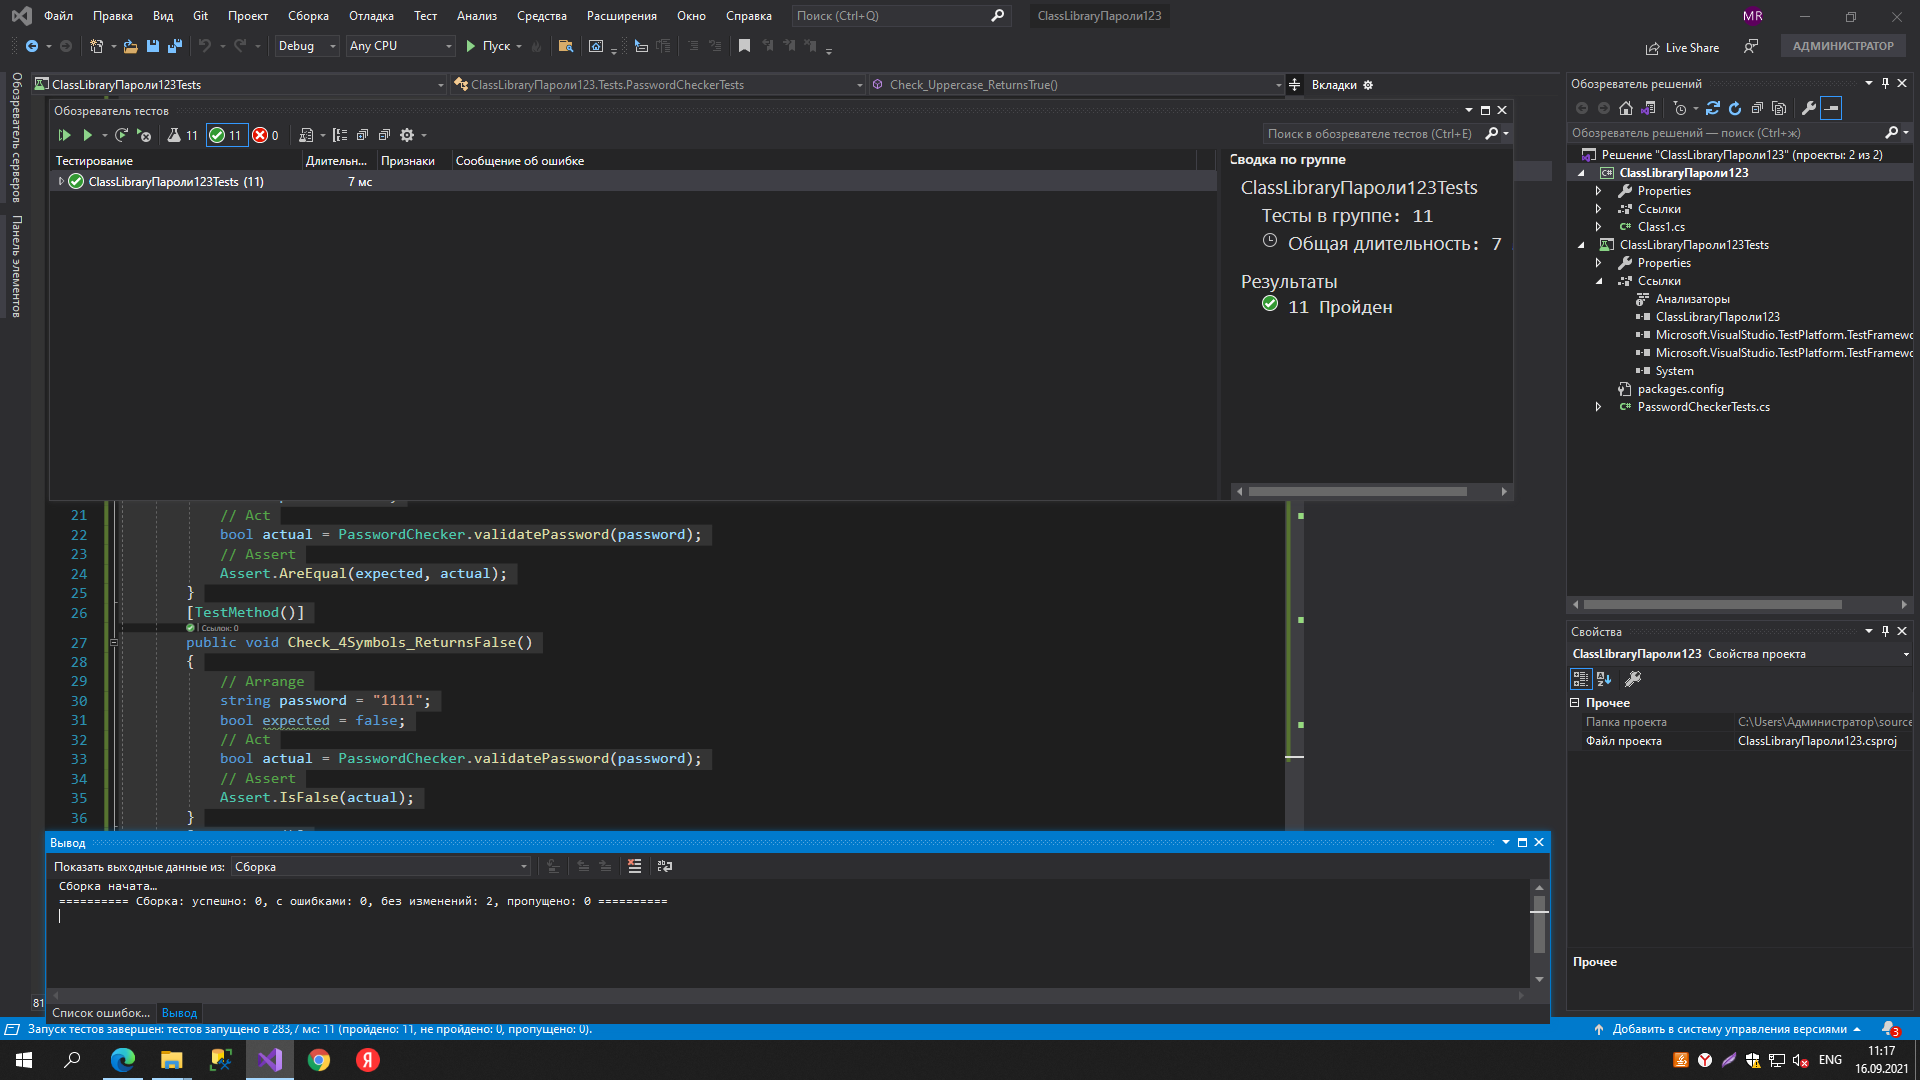 Файл Правка Вид Git Проект Сборка Отладка Тест Анализ Средства Расширения Окно Справка Поиск (Ctrl+Q) ClassLibraryПароли123 MR
Debug Any CPU Пуск Live Share АДМИНИСТРАТОР
Обозреватель серверов
Панель элементов
ClassLibraryПароли123Tests ClassLibraryПароли123.Tests.PasswordCheckerTests Check_Uppercase_ReturnsTrue() Вкладки
Обозреватель тестов
11 11 0 Поиск в обозревателе тестов (Ctrl+E)
Тестирование Длительн... Признаки Сообщение об ошибке
ClassLibraryПароли123Tests (11) 7 мс
Сводка по группе
ClassLibraryПароли123Tests
Тесты в группе: 11
Общая длительность: 7
Результаты
11 Пройден
21 // Act
22 bool actual = PasswordChecker.validatePassword(password);
23 // Assert
24 Assert.AreEqual(expected, actual);
25 }
26 [TestMethod()]
Ссылок: 0
27 public void Check_4Symbols_ReturnsFalse()
28 {
29 // Arrange
30 string password = "1111";
31 bool expected = false;
32 // Act
33 bool actual = PasswordChecker.validatePassword(password);
34 // Assert
35 Assert.IsFalse(actual);
36 }
Вывод
Показать выходные данные из: Сборка
Сборка начата…
========== Сборка: успешно: 0, с ошибками: 0, без изменений: 2, пропущено: 0 ==========
81
Список ошибок... Вывод
Обозреватель решений
Обозреватель решений — поиск (Ctrl+ж)
Решение "ClassLibraryПароли123" (проекты: 2 из 2)
ClassLibraryПароли123
Properties
Ссылки
Class1.cs
ClassLibraryПароли123Tests
Properties
Ссылки
Анализаторы
ClassLibraryПароли123
Microsoft.VisualStudio.TestPlatform.TestFramewo
Microsoft.VisualStudio.TestPlatform.TestFramewo
System
packages.config
PasswordCheckerTests.cs
Свойства
ClassLibraryПароли123 Свойства проекта
Прочее
Папка проекта C:\Users\Администратор\source
Файл проекта ClassLibraryПароли123.csproj
Прочее
Запуск тестов завершен: тестов запущено в 283,7 мс: 11 (пройдено: 11, не пройдено: 0, пропущено: 0). Добавить в систему управления версиями 3
ENG 11:17
16.09.2021